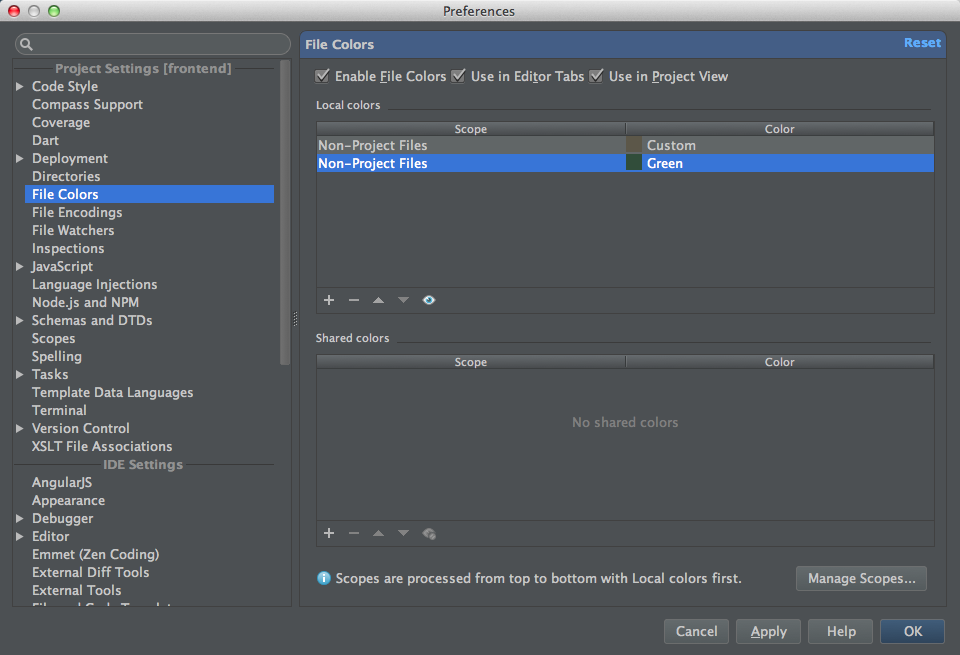 Preferences
Project Settings [frontend]
Code Style
Compass Support
Coverage
Dart
Deployment
Directories
File Colors
File Encodings
File Watchers
Inspections
JavaScript
Language Injections
Node.js and NPM
Schemas and DTDs
Scopes
Spelling
Tasks
Template Data Languages
Terminal
Version Control
XSLT File Associations
IDE Settings
AngularJS
Appearance
Debugger
Editor
Emmet (Zen Coding)
External Diff Tools
External Tools
File Colors Reset
Enable File Colors Use in Editor Tabs Use in Project View
Local colors
Scope Color
Non-Project Files Custom
Non-Project Files Green
Shared colors
Scope Color
No shared colors
Scopes are processed from top to bottom with Local colors first. Manage Scopes...
Cancel Apply Help OK